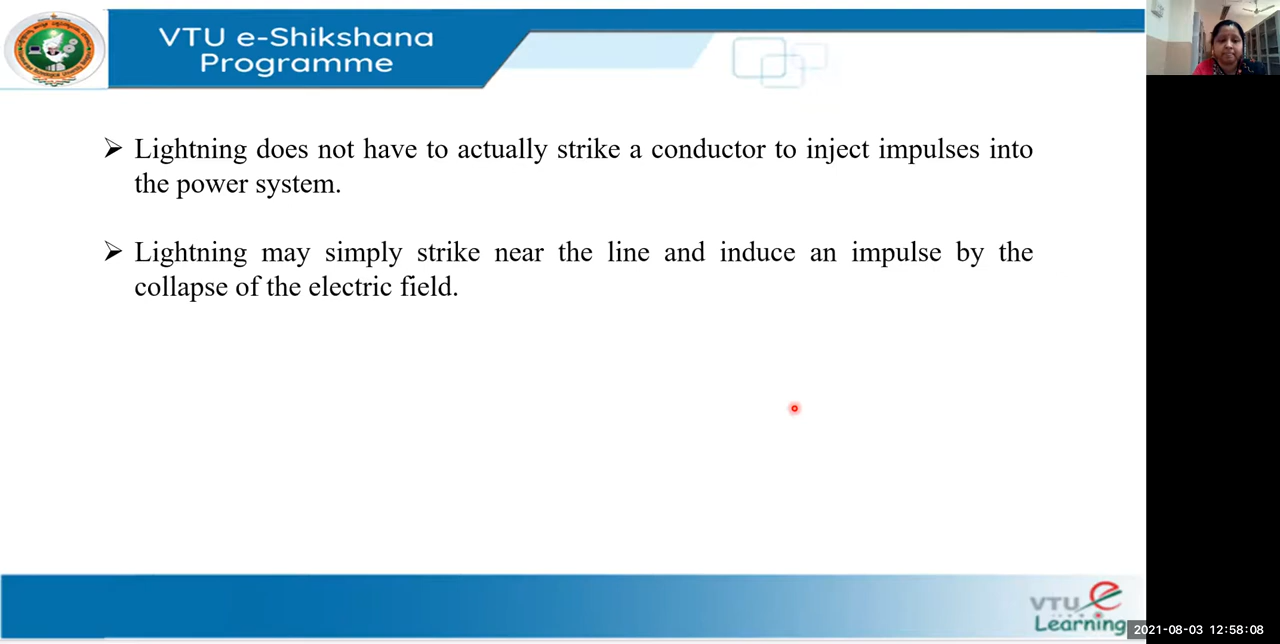 VTU e-Shikshana
Programme
➢ Lightning does not have to actually strike a conductor to inject impulses into
the power system.
➢ Lightning may simply strike near the line and induce an impulse by the
collapse of the electric field.
VTU e
Learning
2021-08-03 12:58:08